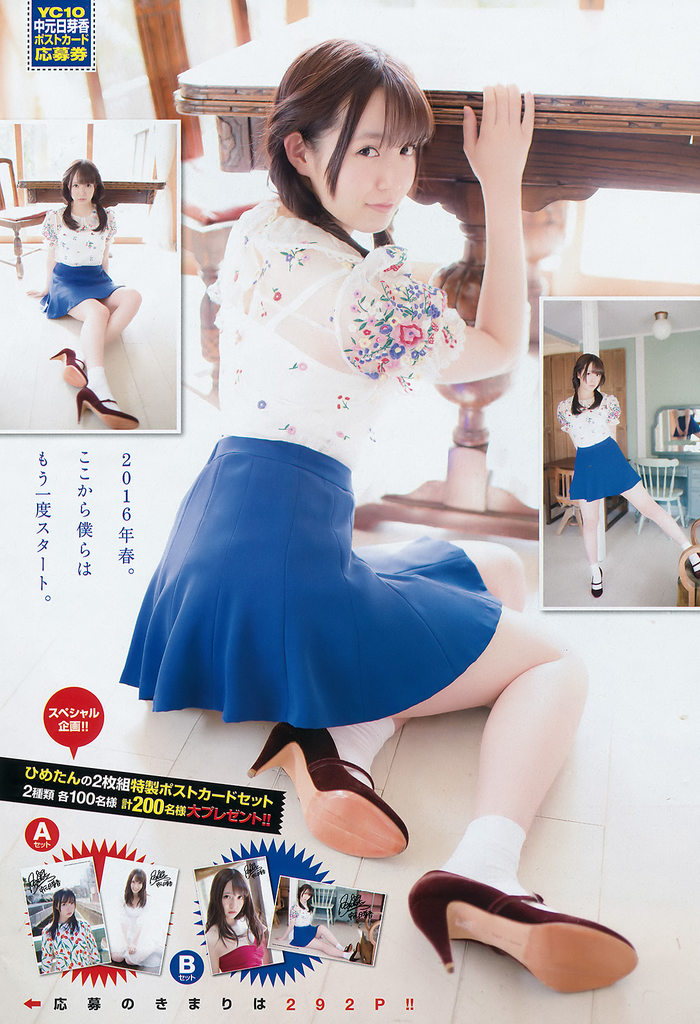 YC10
中元日芽香
ポストカード
応募券
2016年春。
ここから僕らは
もう一度スタート。
スペシャル
企画!!
ひめたんの2枚組特製ポストカードセット
2種類 各100名様 計200名様大プレゼント!!
A
セット
B
セット
←応募のきまりは292P!!